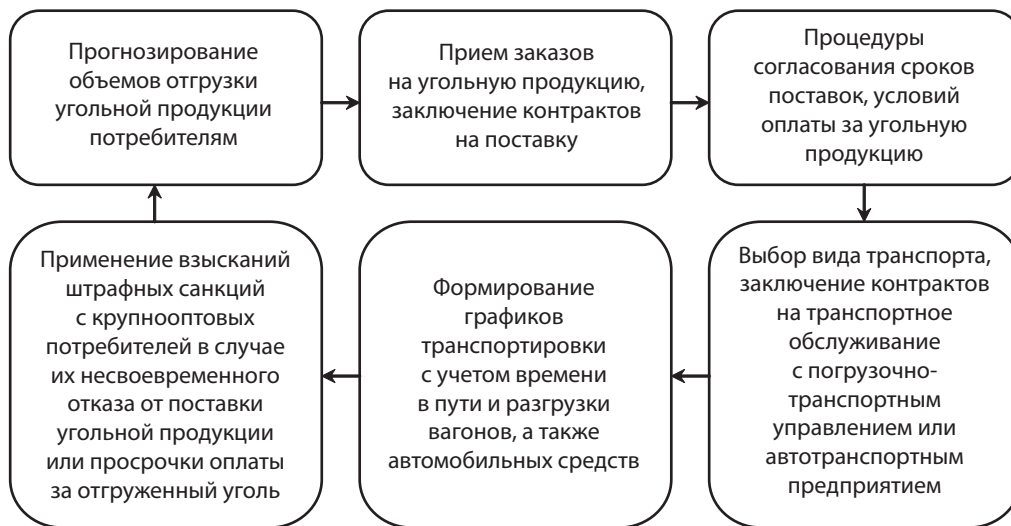 Прогнозирование
объемов отгрузки
угольной продукции
потребителям
Прием заказов
на угольную продукцию,
заключение контрактов
на поставку
Процедуры
согласования сроков
поставок, условий
оплаты за угольную
продукцию
Выбор вида транспорта,
заключение контрактов
на транспортное
обслуживание
с погрузочно-
транспортным
управлением или
автотранспортным
предприятием
Формирование
графиков
транспортировки
с учетом времени
в пути и разгрузки
вагонов, а также
автомобильных средств
Применение взысканий
штрафных санкций
с крупнооптовых
потребителей в случае
их несвоевременного
отказа от поставки
угольной продукции
или просрочки оплаты
за отгруженный уголь